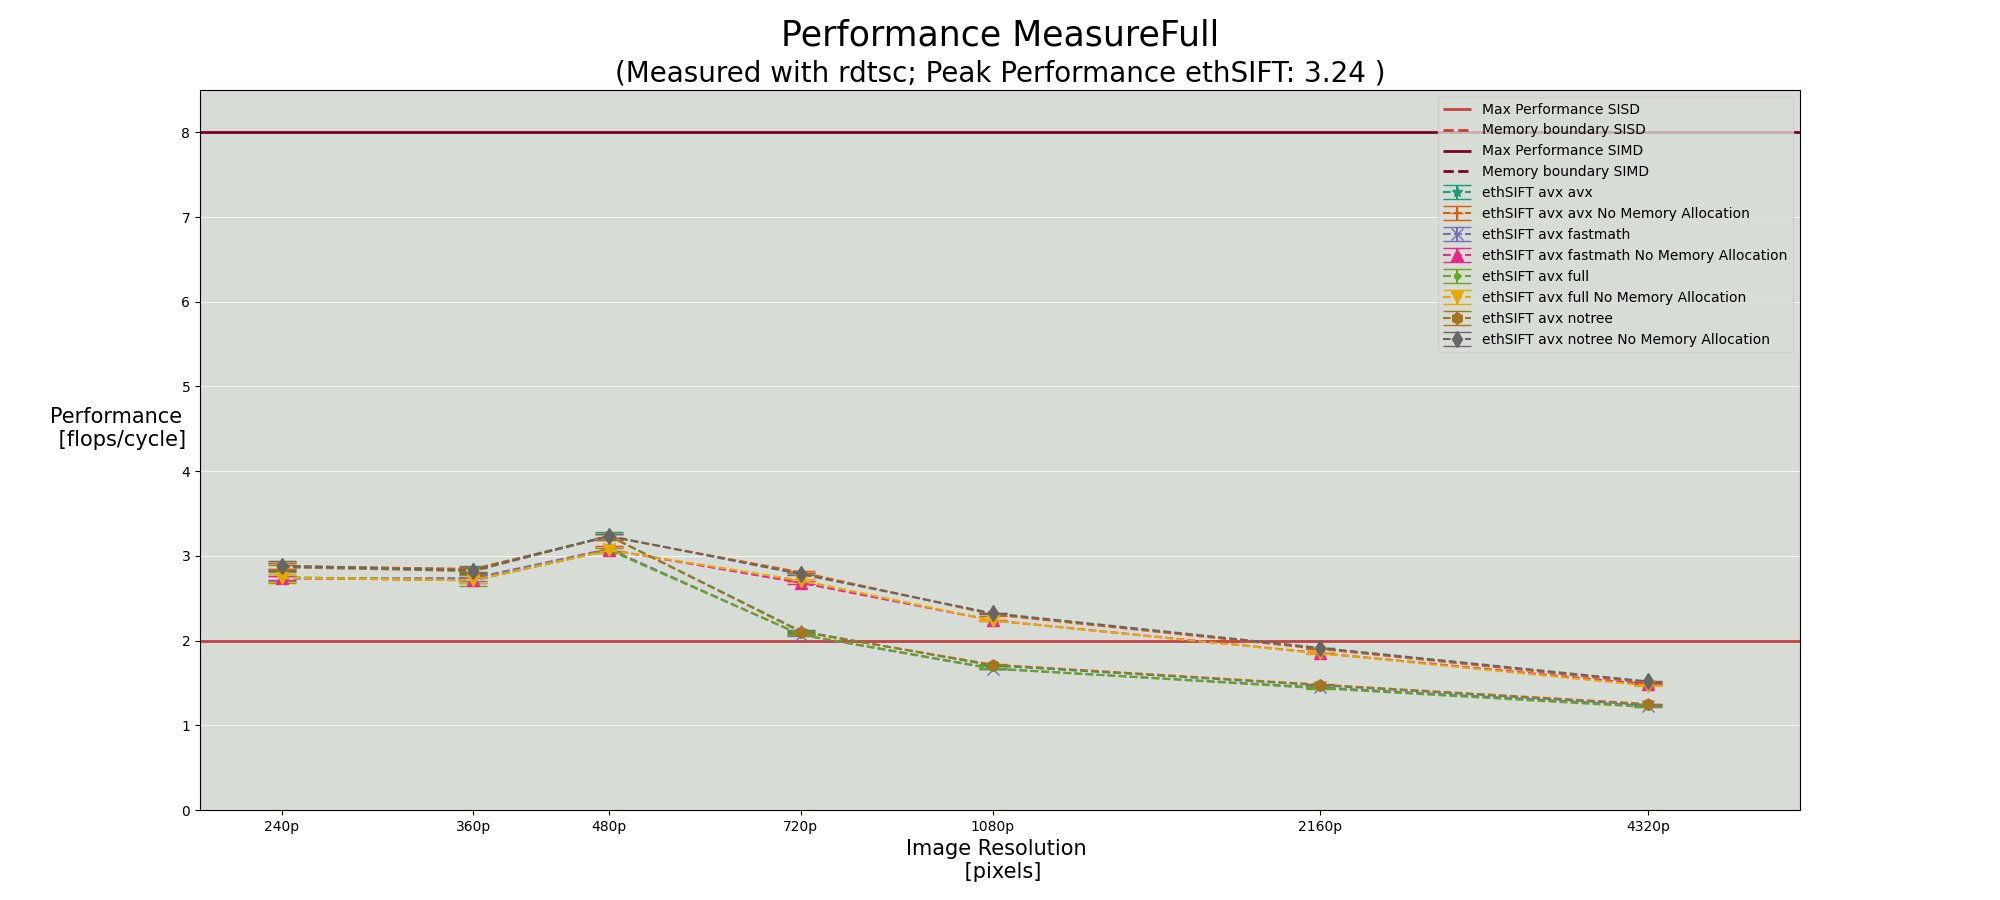 Performance MeasureFull
(Measured with rdtsc; Peak Performance ethSIFT: 3.24 )
Max Performance SISD
Memory boundary SISD
Max Performance SIMD
Memory boundary SIMD
ethSIFT avx avx
ethSIFT avx avx No Memory Allocation
ethSIFT avx fastmath
ethSIFT avx fastmath No Memory Allocation
ethSIFT avx full
ethSIFT avx full No Memory Allocation
ethSIFT avx notree
ethSIFT avx notree No Memory Allocation
Performance
[flops/cycle]
8
7
6
5
4
3
2
1
0
240p 360p 480p 720p 1080p 2160p 4320p
Image Resolution
[pixels]